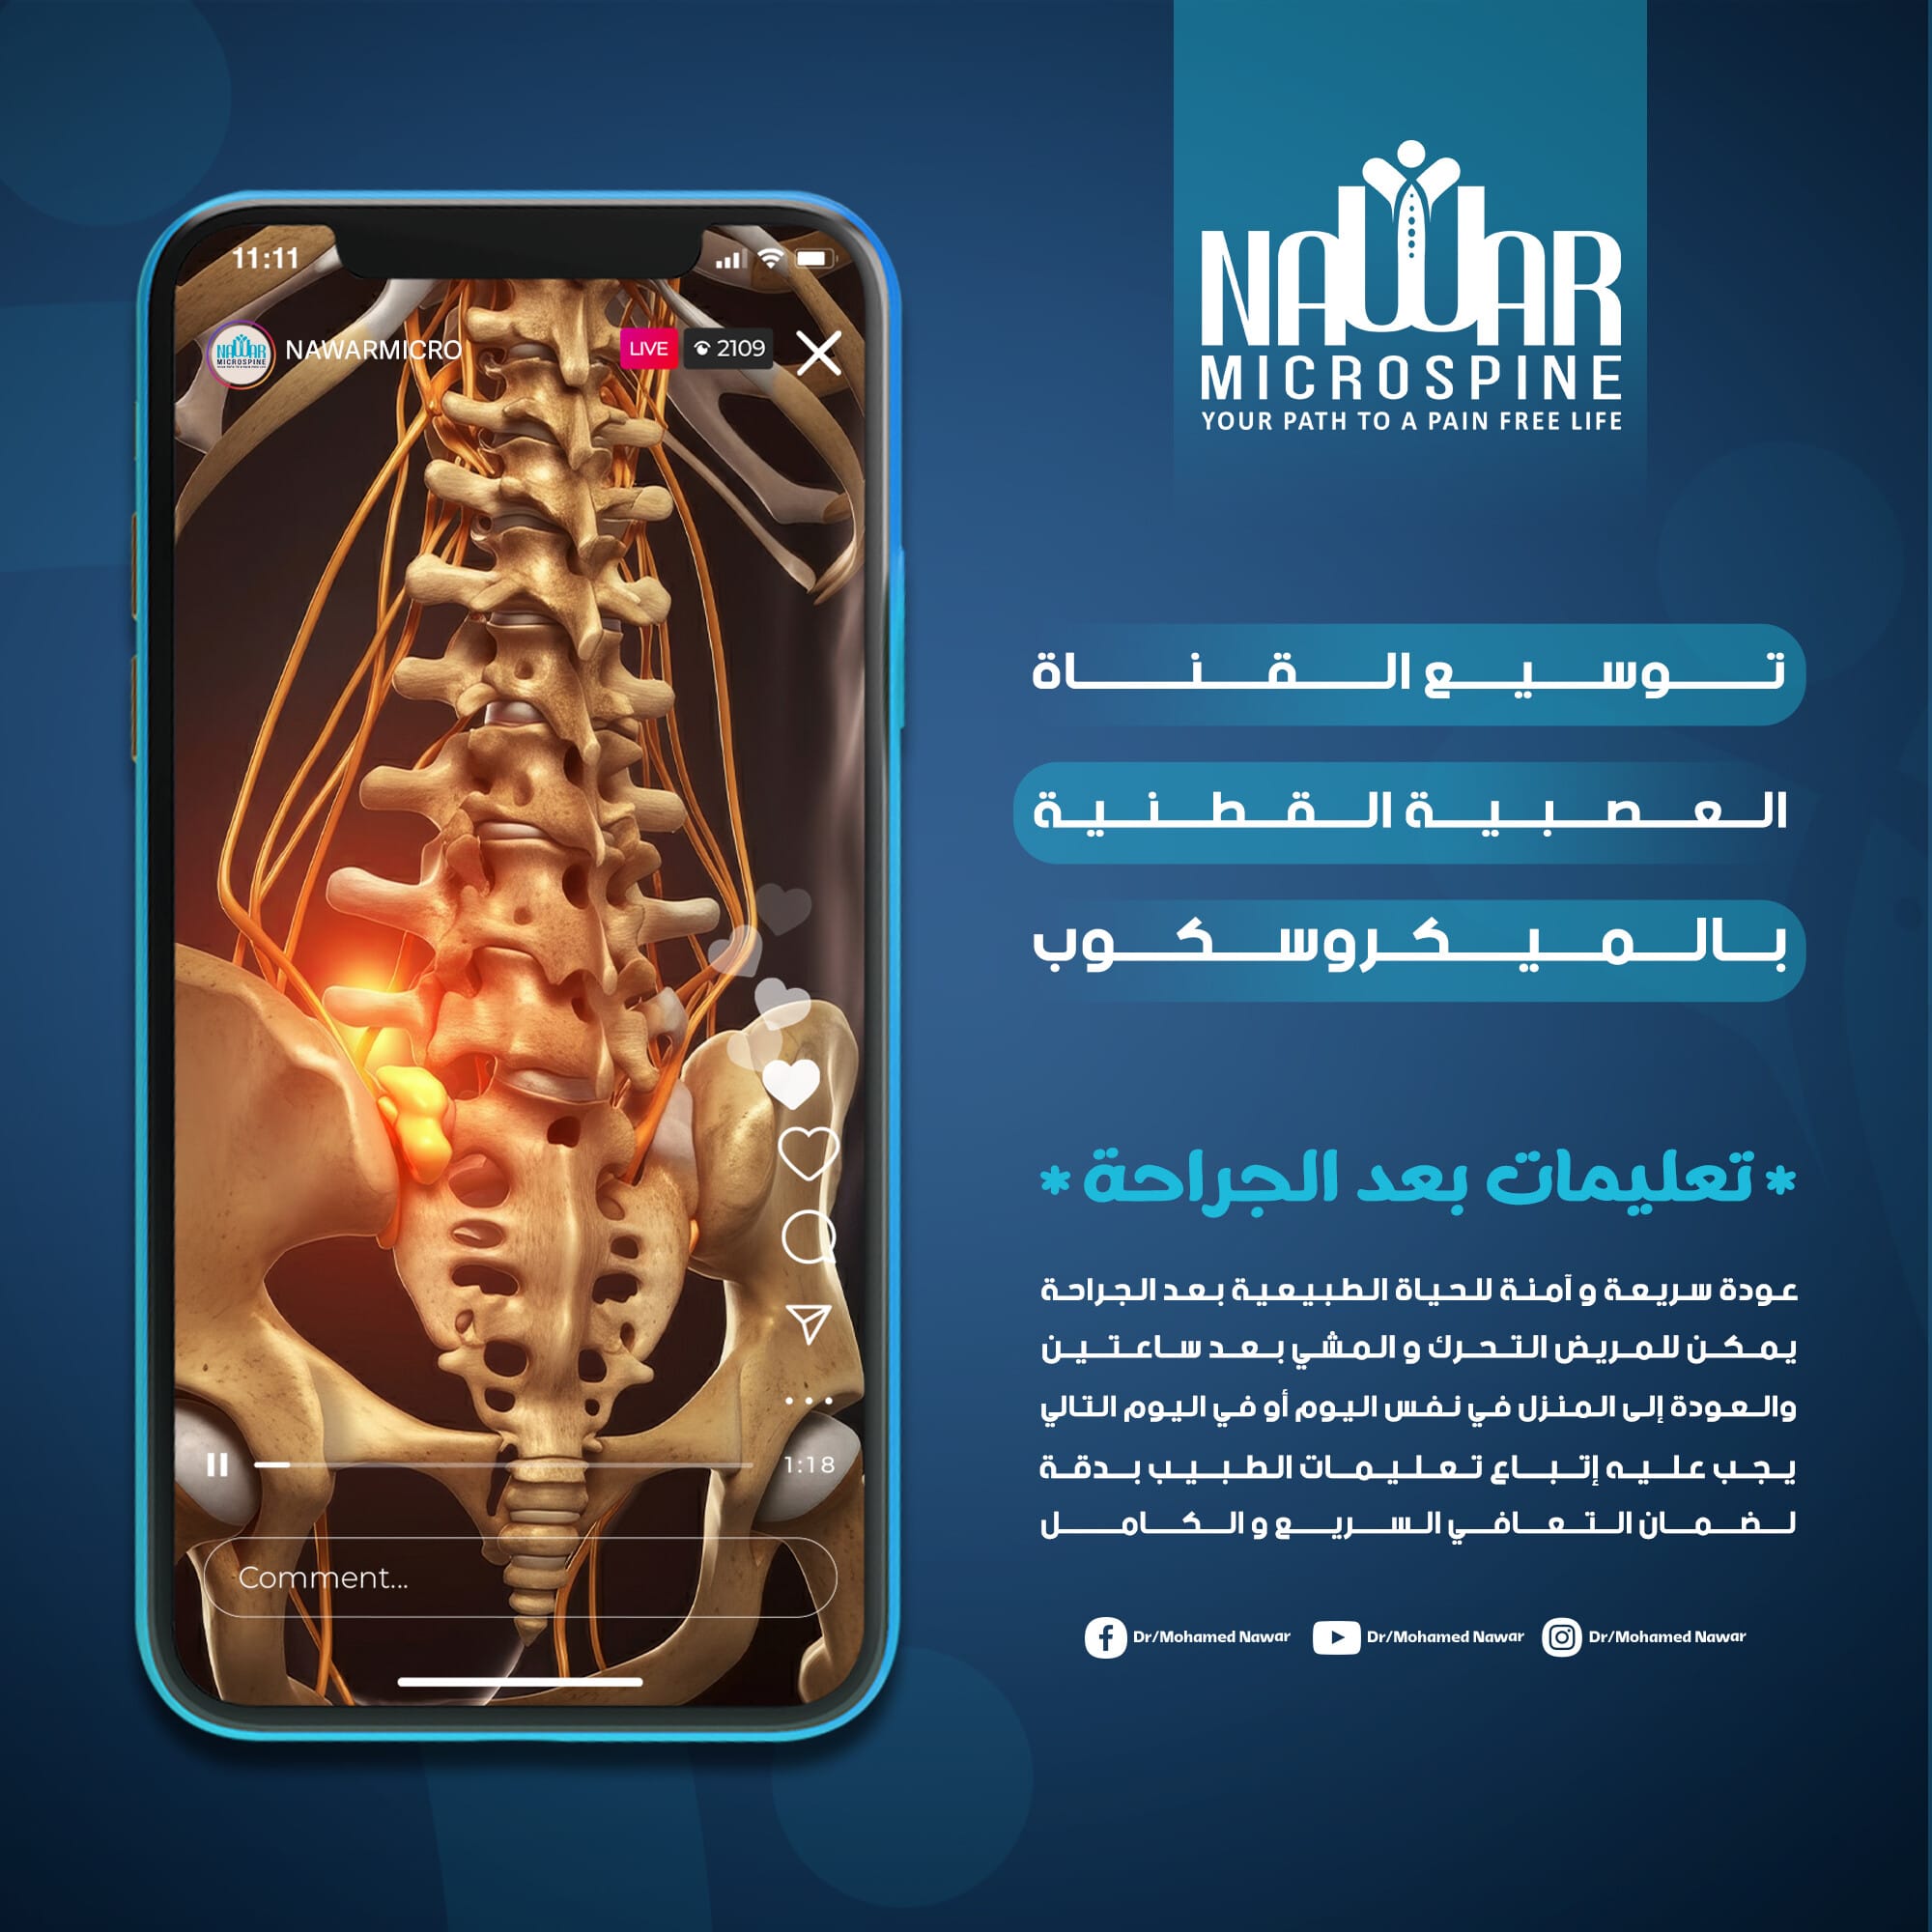 NAWAR
MICROSPINE
YOUR PATH TO A PAIN FREE LIFE
11:11
NAWAR
MICROSPINE
NAWARMICRO
LIVE
2109
توسيع القناة
العصبية القطنية
بالميكروسكوب
* تعليمات بعد الجراحة *
عودة سريعة و آمنة للحياة الطبيعية بعد الجراحة
يمكن للمريض التحرك و المشي بعد ساعتين
والعودة إلى المنزل في نفس اليوم أو في اليوم التالي
يجب عليه إتباع تعليمات الطبيب بدقة
لضمان التعافي السريع و الكامل
1:18
Comment...
Dr/Mohamed Nawar
Dr/Mohamed Nawar
Dr/Mohamed Nawar